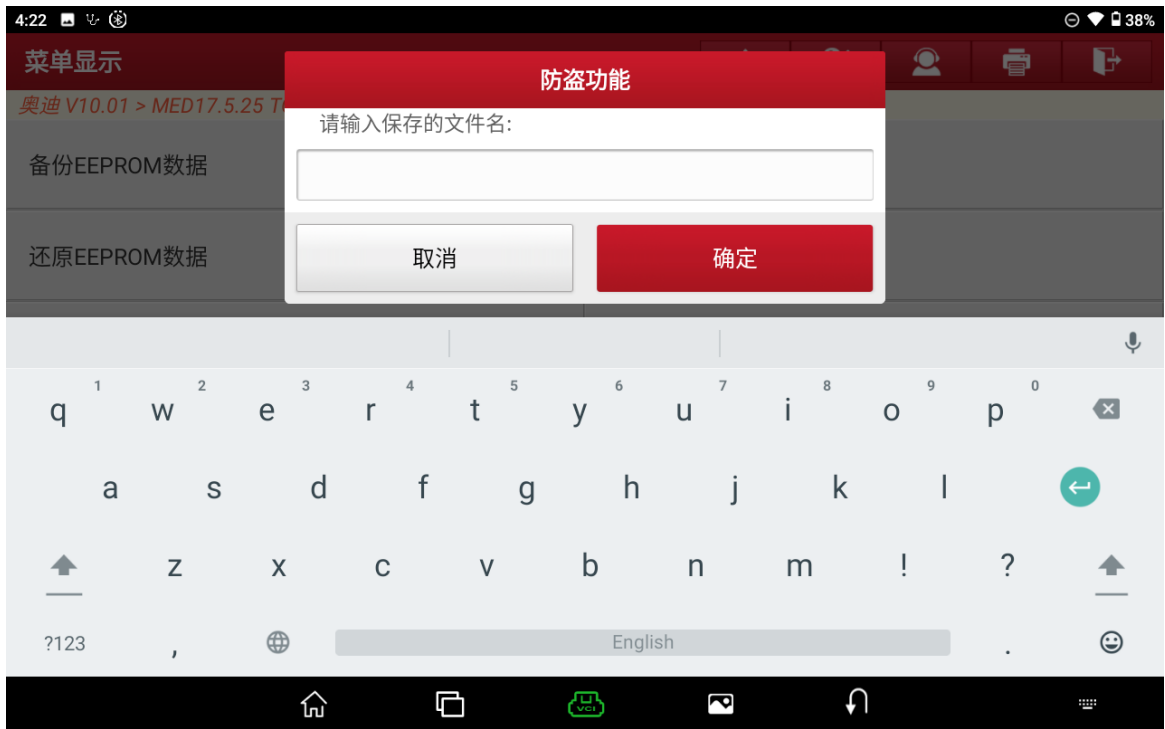 4:22
38%
菜单显示
防盗功能
奥迪 V10.01 > MED17.5.25
请输入保存的文件名:
备份EEPROM数据
还原EEPROM数据
取消
确定
1 2 3 4 5 6 7 8 9 0
q w e r t y u i o p
a s d f g h j k l
z x c v b n m ! ?
?123 , English .
VCI